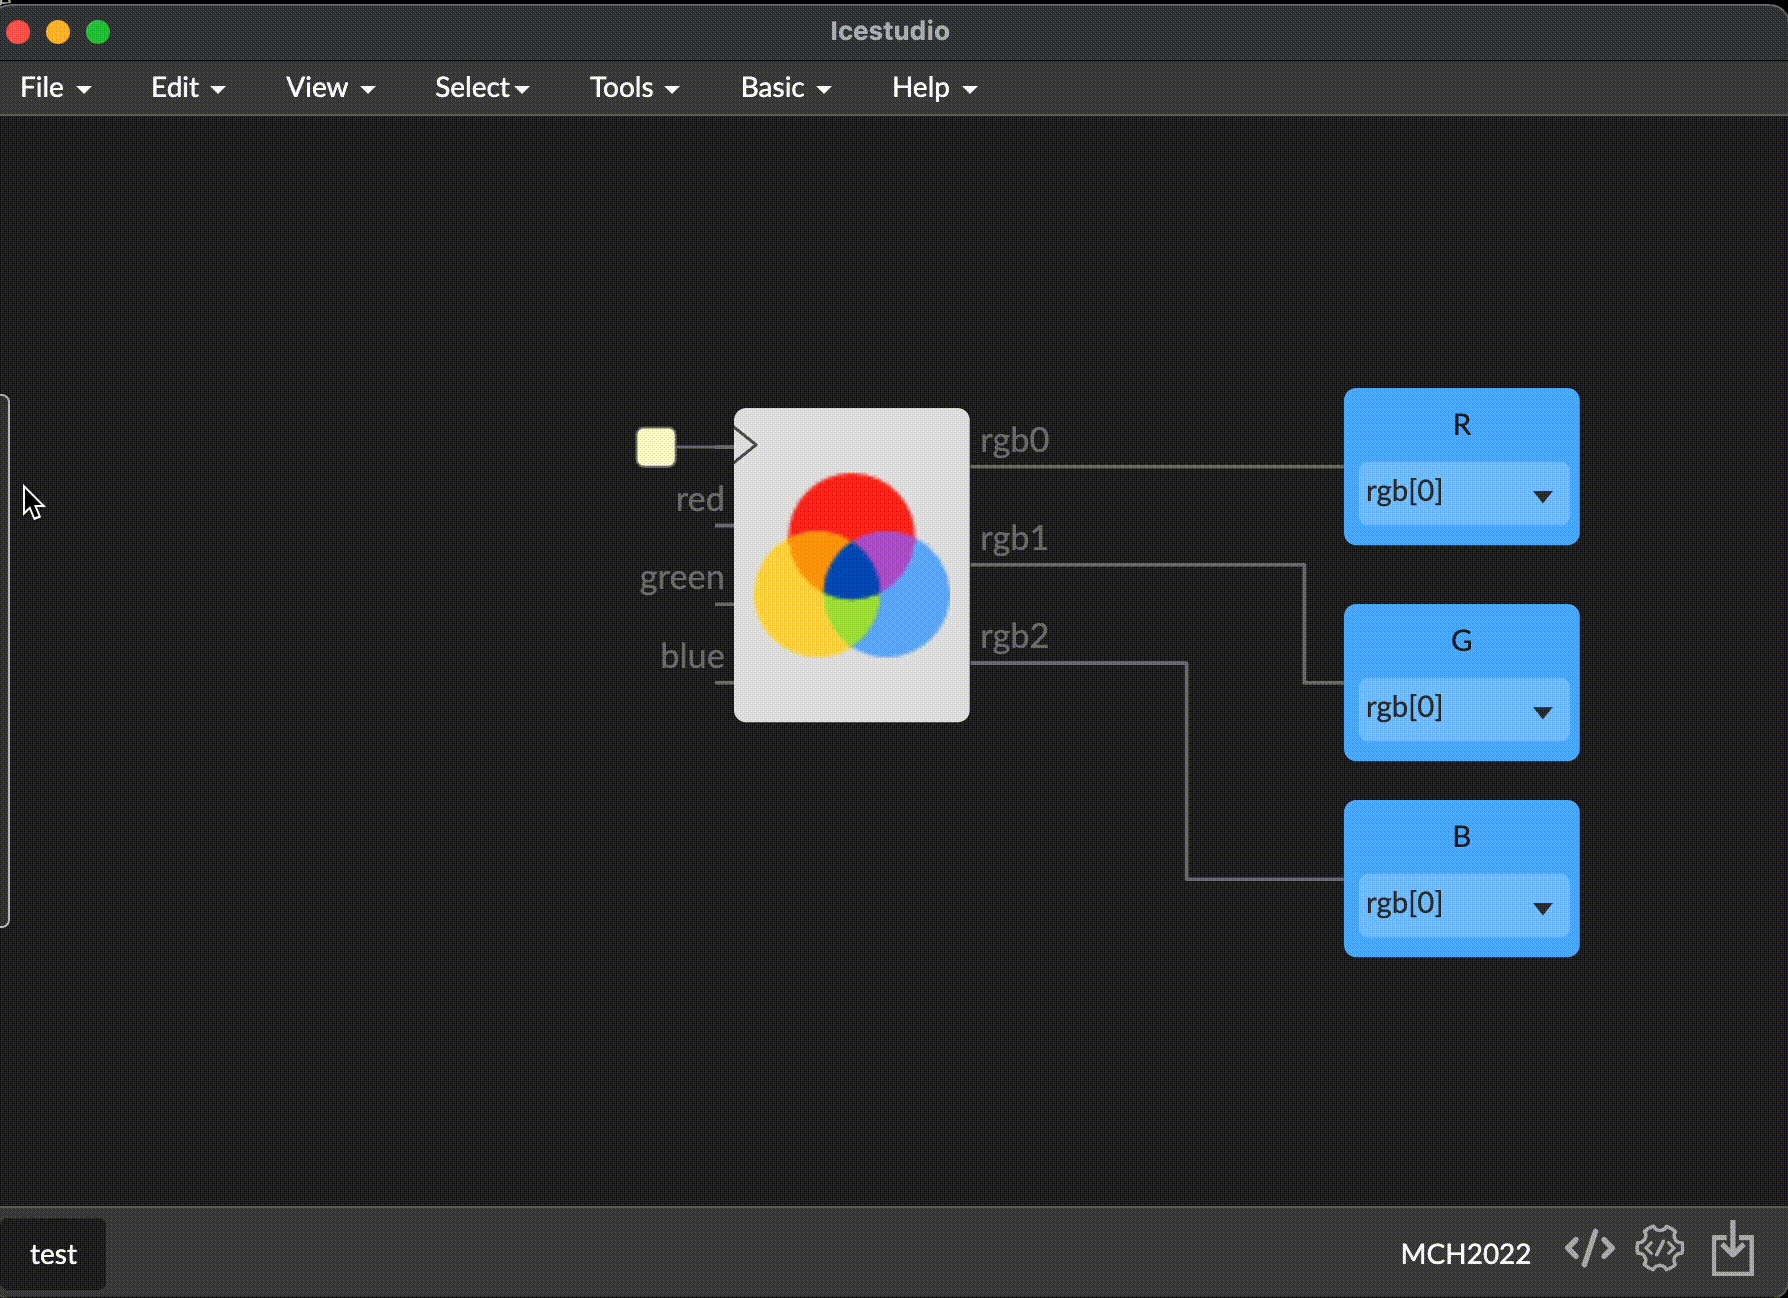 Icestudio
File Edit View Select Tools Basic Help
rgb0
red
rgb1
green
rgb2
blue
R
rgb[0]
G
rgb[0]
B
rgb[0]
test
MCH2022